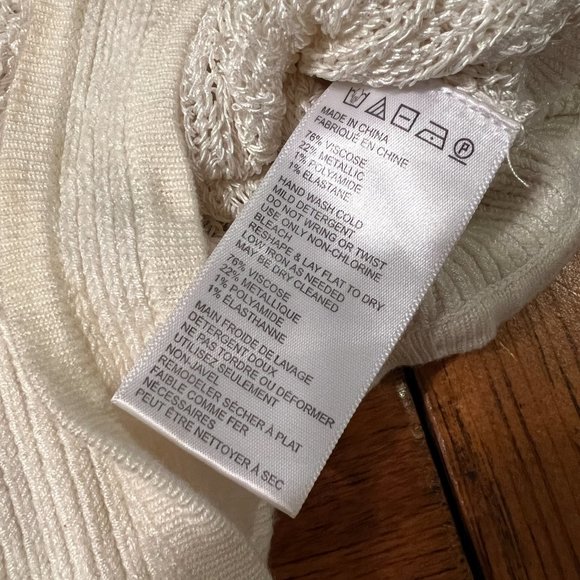 P
MADE IN CHINA
FABRIQUÉ EN CHINE
76% VISCOSE
22% METALLIC
1% POLYAMIDE
1% ELASTANE
HAND WASH COLD
MILD DETERGENT
DO NOT WRING OR TWIST
USE ONLY NON-CHLORINE
BLEACH
RESHAPE & LAY FLAT TO DRY
LOW IRON AS NEEDED
MAY BE DRY CLEANED
76% VISCOSE
22% METALLIQUE
1% POLYAMIDE
1% ÉLASTHANNE
MAIN FROIDE DE LAVAGE
DÉTERGENT DOUX
NE PAS TORDRE OU DÉFORMER
UTILISEZ SEULEMENT
NON-JAVEL
REMODELER SÈCHER À PLAT
FAIBLE COMME FER
NÉCESSAIRES
PEUT ÊTRE NETTOYER À SEC